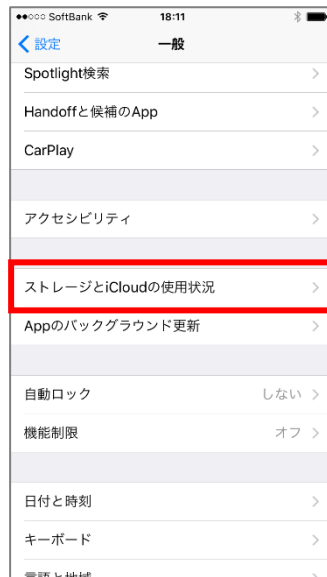 SoftBank 18:11
設定 一般
Spotlight検索
Handoffと候補のApp
CarPlay
アクセシビリティ
ストレージとiCloudの使用状況
Appのバックグラウンド更新
自動ロック しない
機能制限 オフ
日付と時刻
キーボード
言語と地域